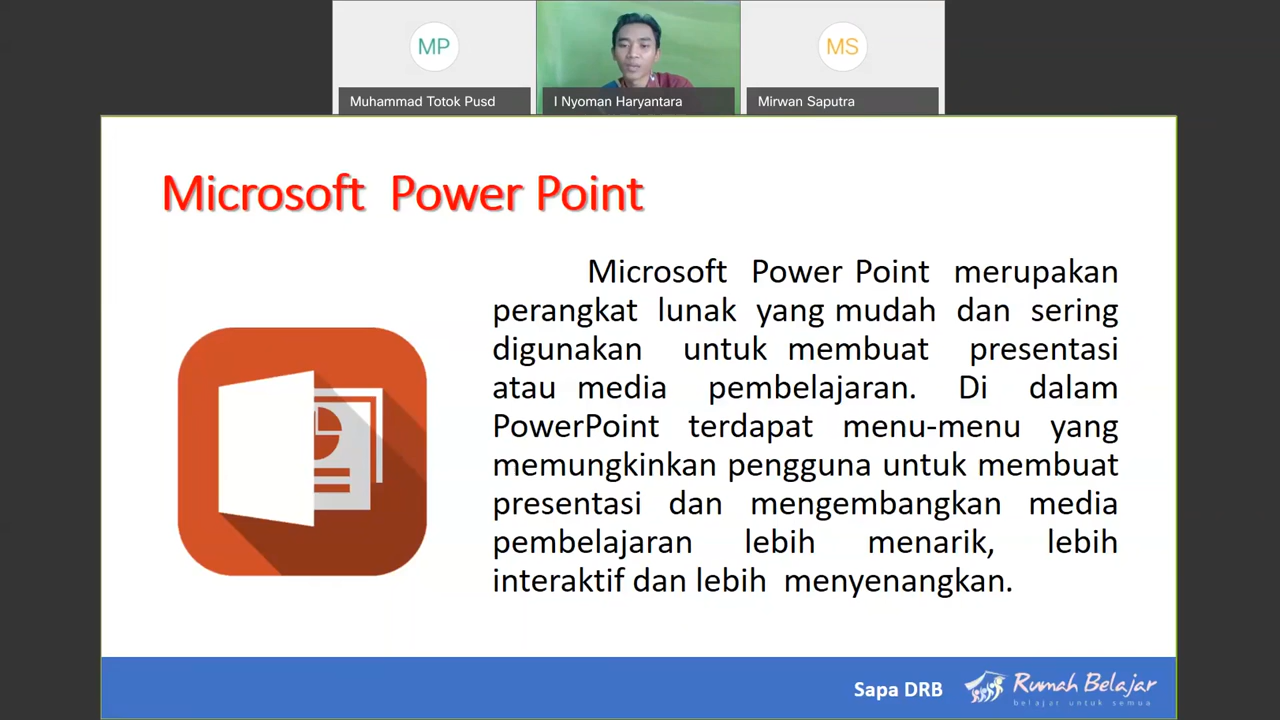 MP
MS
Muhammad Totok Pusd
I Nyoman Haryantara
Mirwan Saputra
Microsoft Power Point
Microsoft Power Point merupakan
perangkat lunak yang mudah dan sering
digunakan untuk membuat presentasi
atau media pembelajaran. Di dalam
PowerPoint terdapat menu-menu yang
memungkinkan pengguna untuk membuat
presentasi dan mengembangkan media
pembelajaran lebih menarik, lebih
interaktif dan lebih menyenangkan.
Sapa DRB
Rumah Belajar
belajar untuk semua